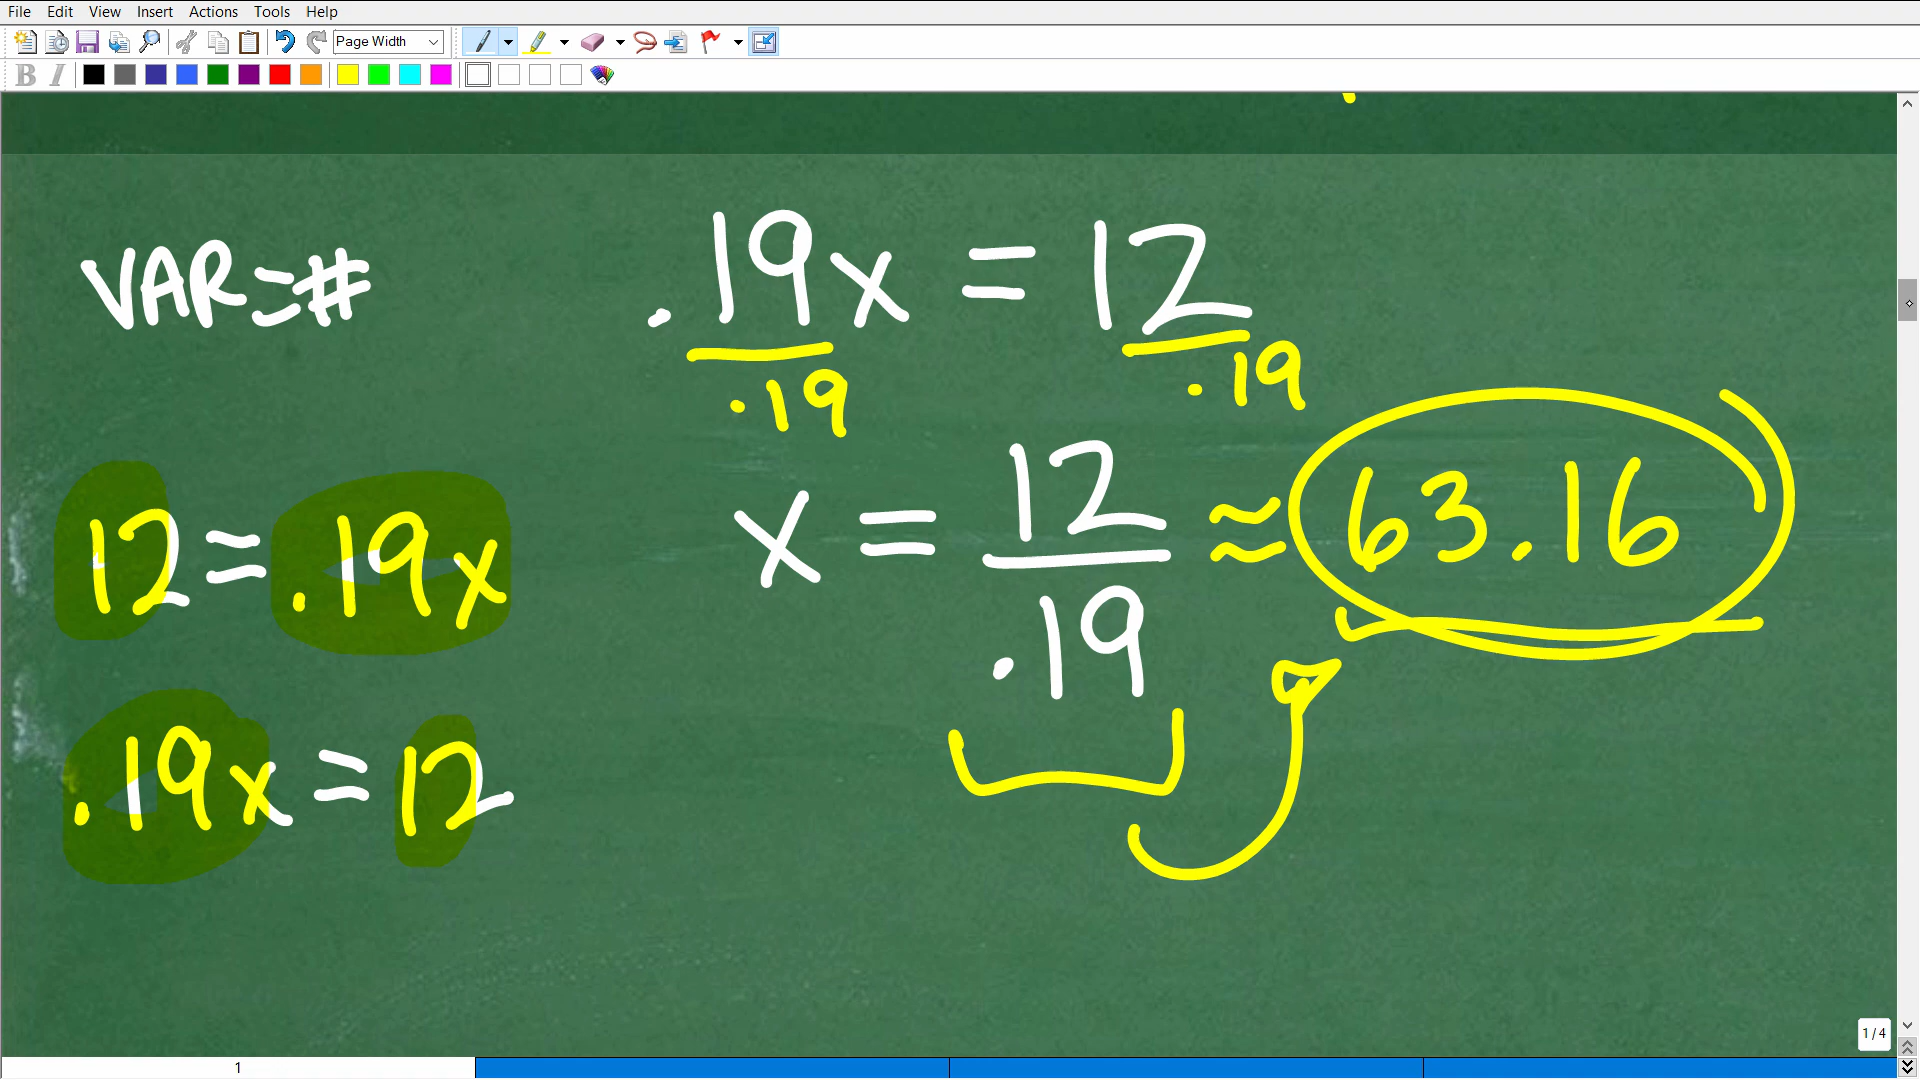 File Edit View Insert Actions Tools Help
Page Width
B I
VAR=#
.19x = 12
.19 .19
x = 12/.19 ≈ 63.16
12 = .19x
.19x = 12
1 / 4
1